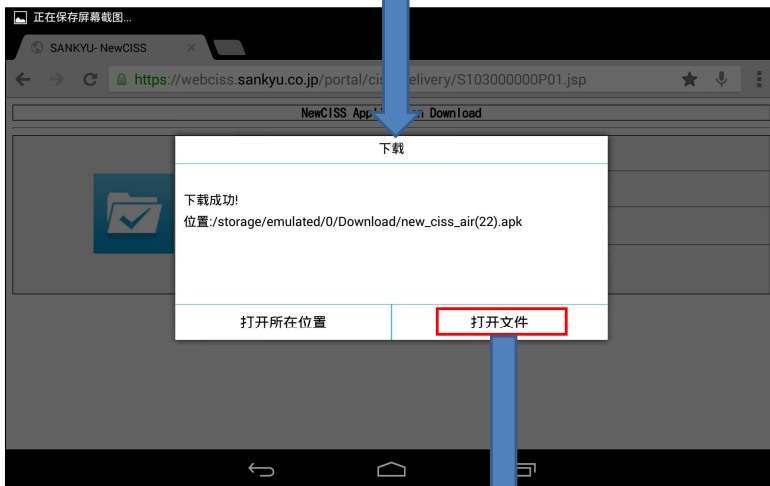 正在保存屏幕截图...
SANKYU- NewCISS
https://webciss.sankyu.co.jp/portal/cis elivery/S103000000P01.jsp
NewCISS App n Download
下载
下载成功!
位置:/storage/emulated/0/Download/new_ciss_air(22).apk
打开所在位置
打开文件